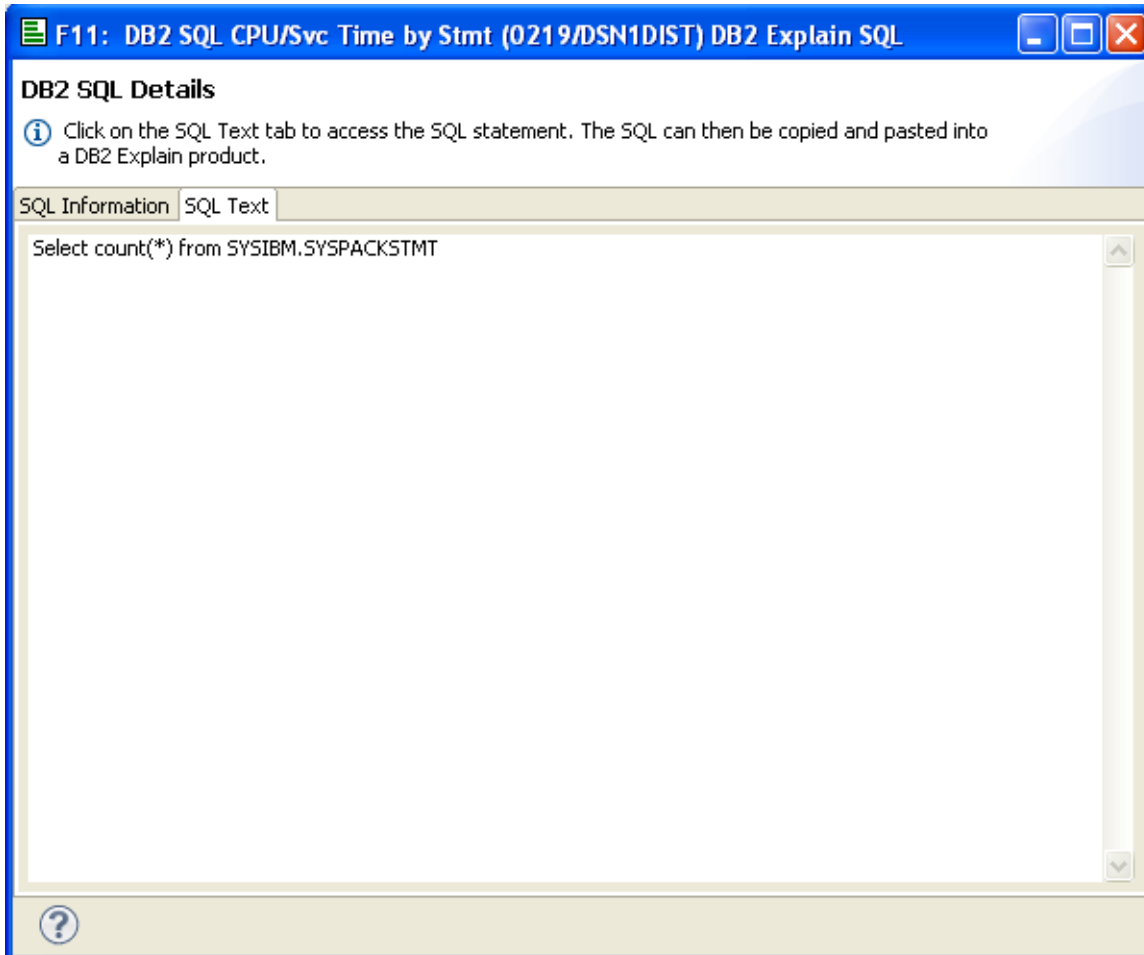 F11: DB2 SQL CPU/Svc Time by Stmt (0219/DSN1DIST) DB2 Explain SQL
DB2 SQL Details
Click on the SQL Text tab to access the SQL statement. The SQL can then be copied and pasted into
a DB2 Explain product.
SQL Information SQL Text
Select count(*) from SYSIBM.SYSPACKSTMT